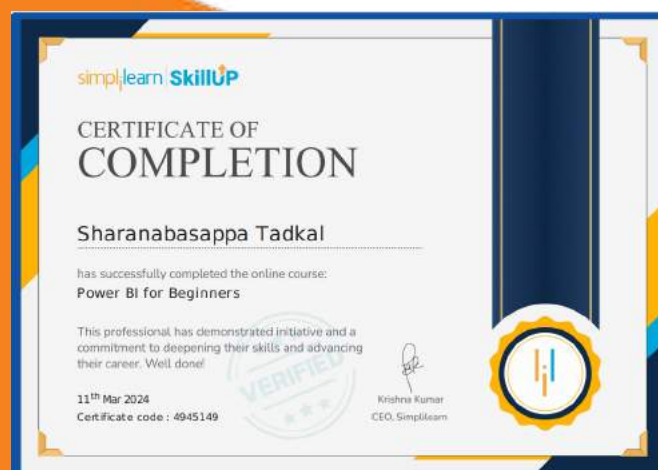 simplilearn SkillUP
CERTIFICATE OF
COMPLETION
Sharanabasappa Tadkal
has successfully completed the online course:
Power BI for Beginners
This professional has demonstrated initiative and a
commitment to deepening their skills and advancing
their career. Well done!
VERIFIED
11th Mar 2024
Certificate code : 4945149
Krishna Kumar
CEO, Simplilearn